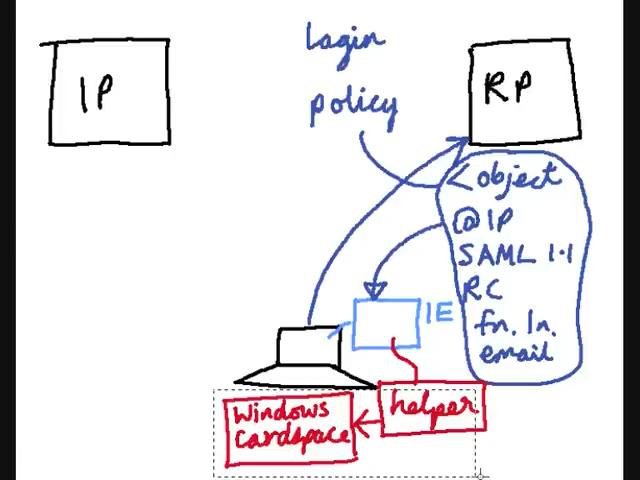 IP
Login
policy
RP
<object
@IP
SAML 1.1
RC
fn. ln.
email
IE
helper
Windows
Cardspace